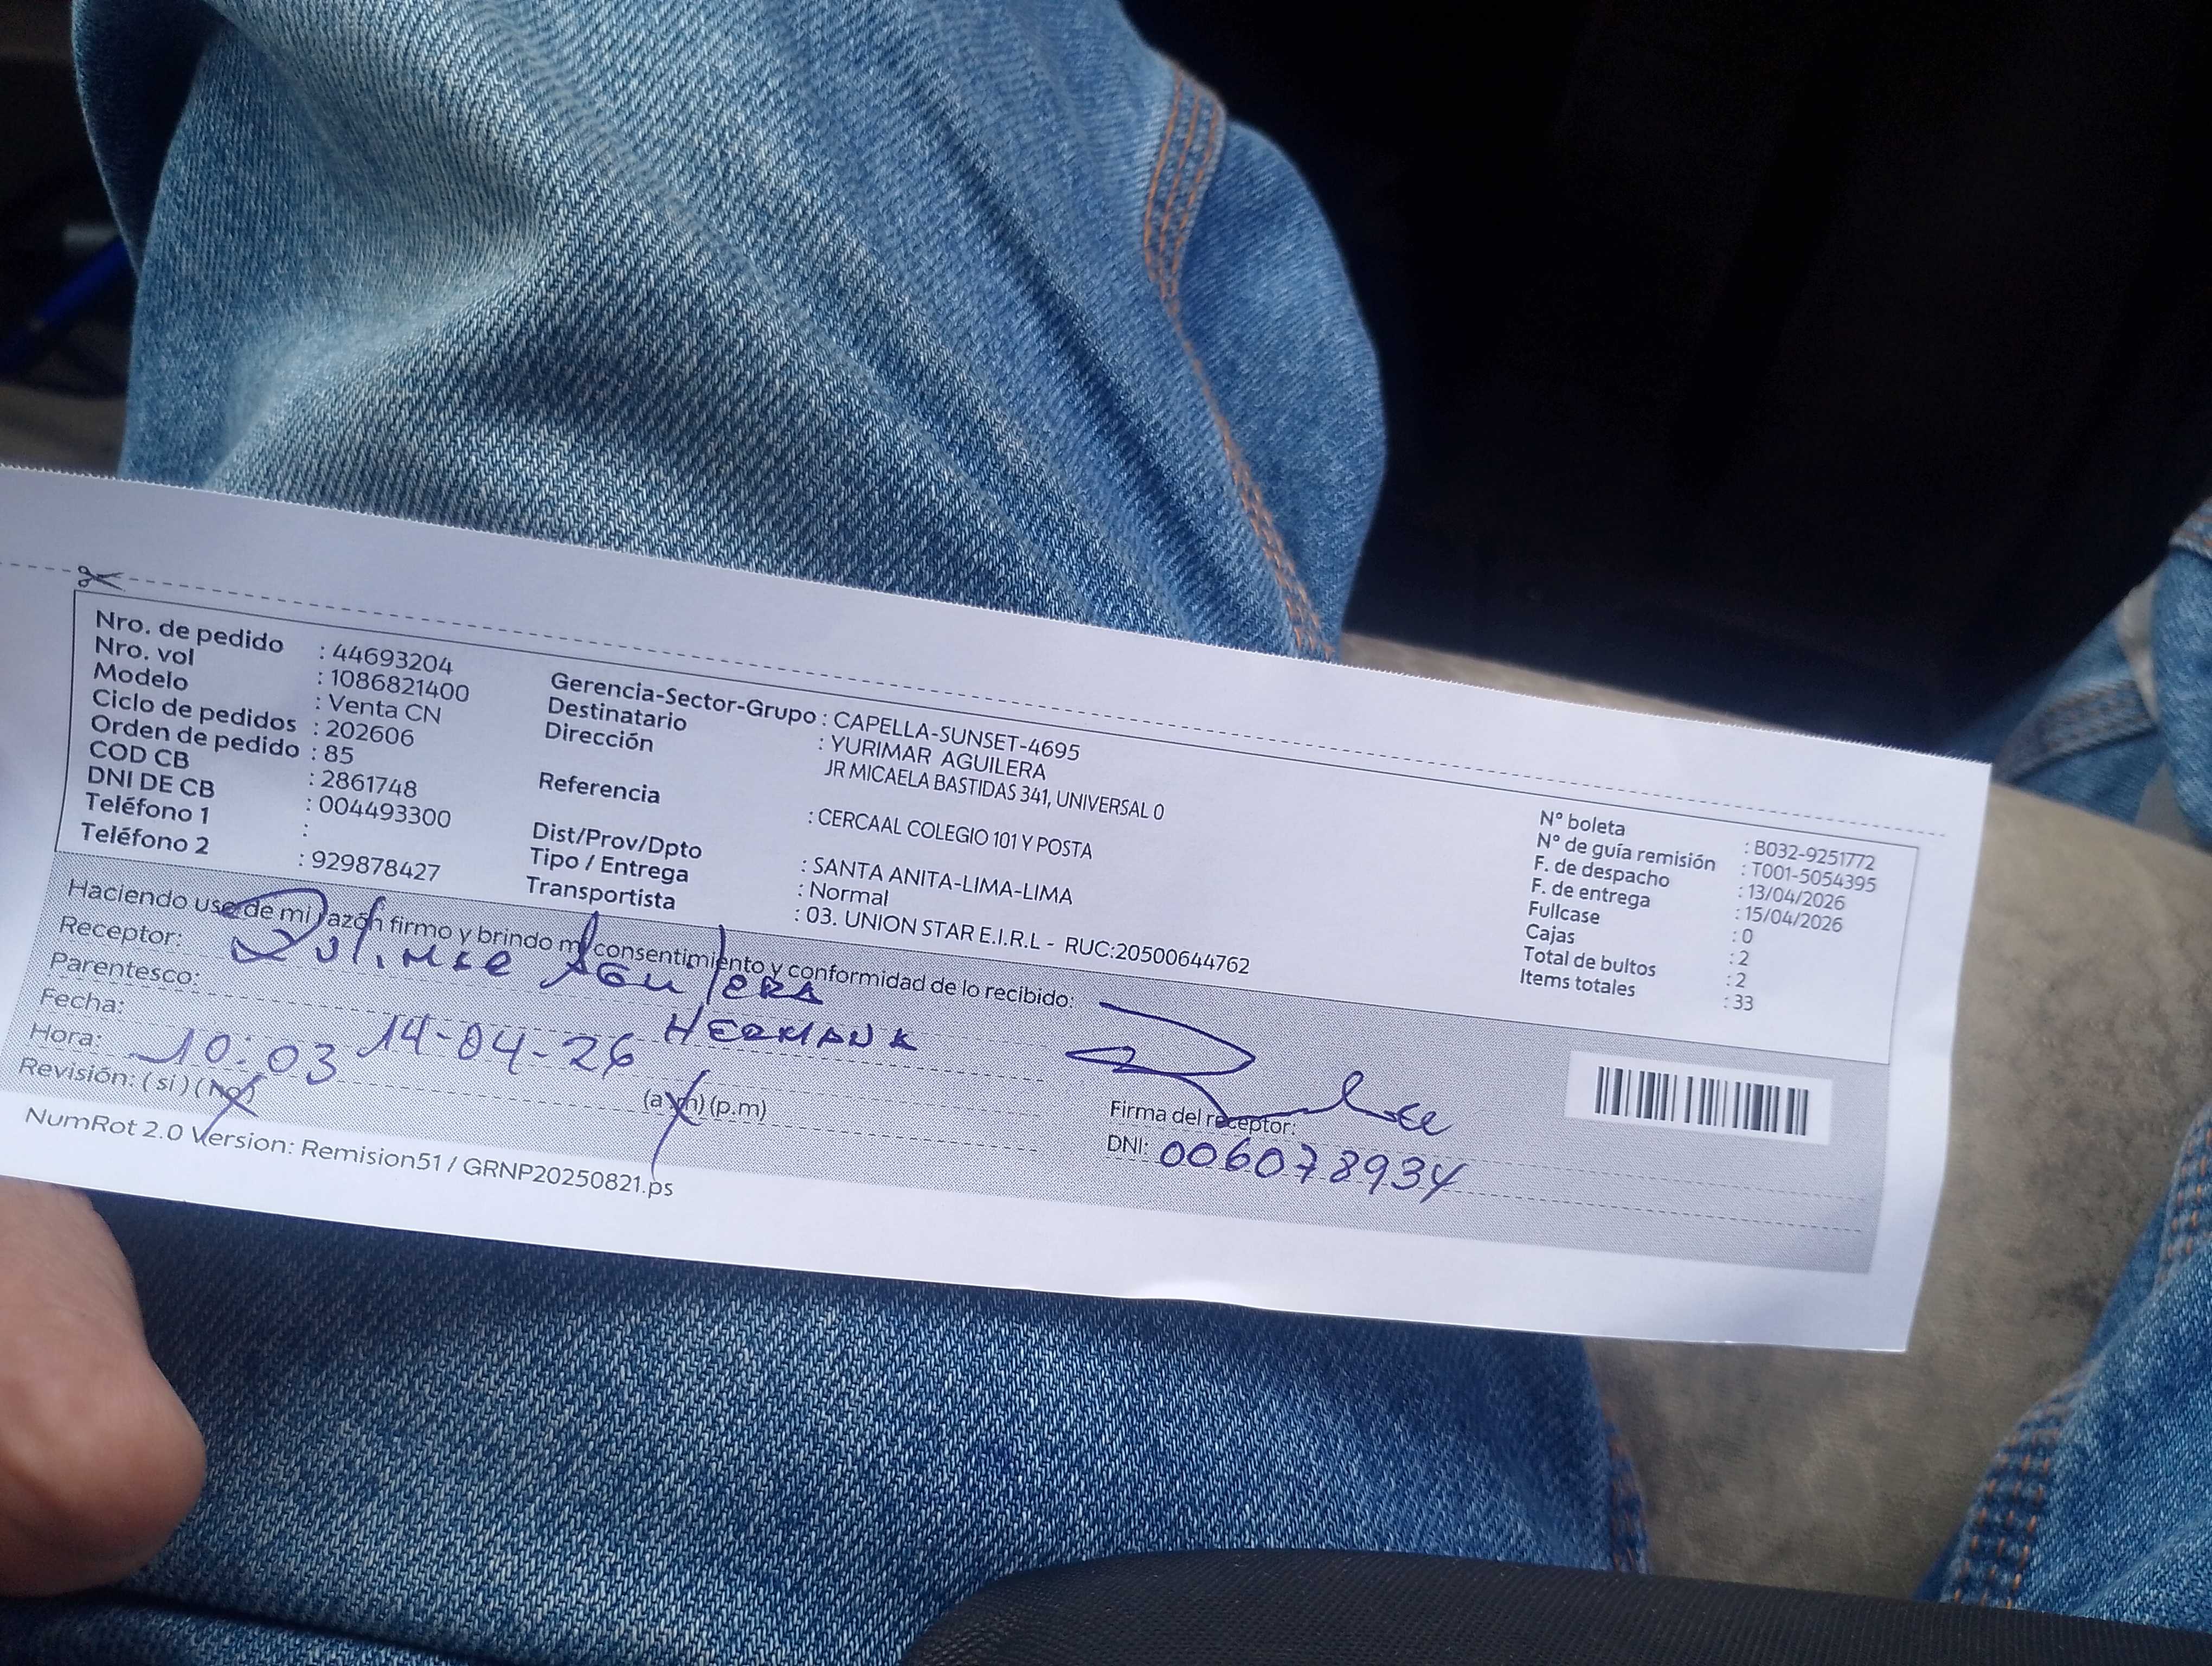 Nro. de pedido : 44693204
Nro. vol : 1086821400
Modelo : Venta CN
Ciclo de pedidos : 202606
Orden de pedido : 85
COD CB : 2861748
DNI DE CB : 004493300
Teléfono 1 :
Teléfono 2 : 929878427
Gerencia-Sector-Grupo : CAPELLA-SUNSET-4695
Destinatario : YURIMAR AGUILERA
Dirección JR MICAELA BASTIDAS 341, UNIVERSAL 0
Referencia : CERCAAL COLEGIO 101 Y POSTA
Dist/Prov/Dpto : SANTA ANITA-LIMA-LIMA
Tipo / Entrega : Normal
Transportista : 03. UNION STAR E.I.R.L - RUC:20500644762
N° boleta : B032-9251772
N° de guía remisión : T001-5054395
F. de despacho : 13/04/2026
F. de entrega : 15/04/2026
Fullcase : 0
Cajas : 2
Total de bultos : 2
Items totales : 33
Haciendo uso de mi razón firmo y brindo mi consentimiento y conformidad de lo recibido:
Receptor: AGUILERA
Parentesco: HERMANA
Fecha: 14-04-26
Hora: 10:03 (a.m) (p.m)
Revisión: (si) (No)
Firma del receptor:
DNI: 006078934
NumRot 2.0 Version: Remision51 / GRNP20250821.ps